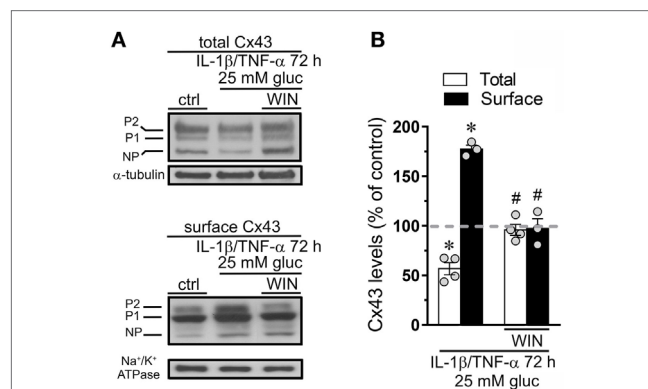 A
total Cx43
IL-1β/TNF-α 72 h
25 mM gluc
ctrl
WIN
P2
P1
NP
α-tubulin
surface Cx43
IL-1β/TNF-α 72 h
25 mM gluc
ctrl
WIN
P2
P1
NP
Na⁺/K⁺
ATPase
B
Total
Surface
Cx43 levels (% of control)
200
150
100
50
0
*
*
#
#
WIN
IL-1β/TNF-α 72 h
25 mM gluc